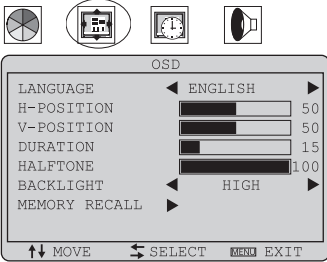 OSD
LANGUAGE ENGLISH
H-POSITION 50
V-POSITION 50
DURATION 15
HALFTONE 100
BACKLIGHT HIGH
MEMORY RECALL
MOVE SELECT MENU EXIT